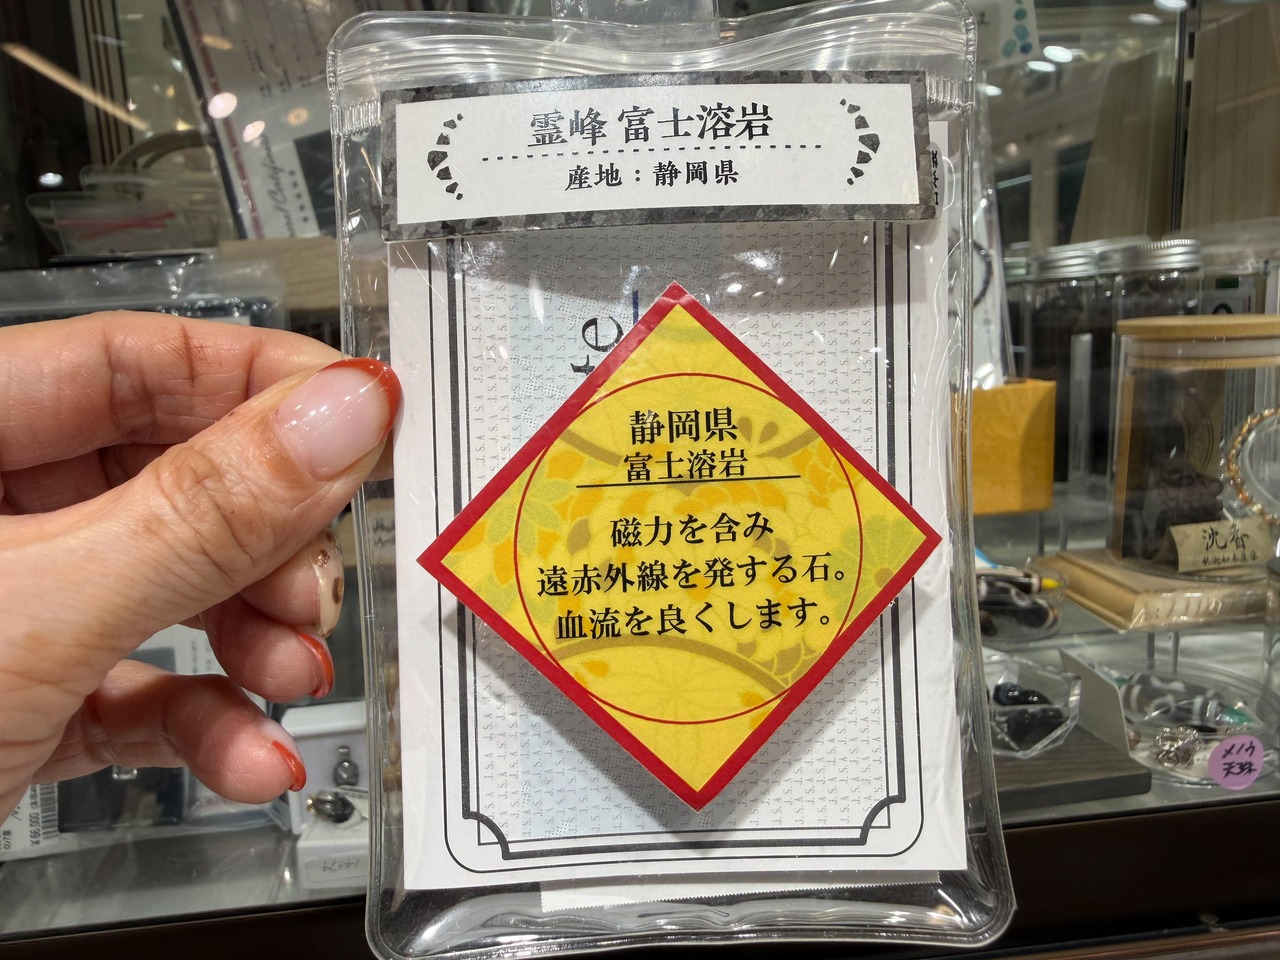 霊峰 富士溶岩
産地：静岡県
te
静岡県
富士溶岩
磁力を含み
遠赤外線を発する石。
血流を良くします。
沈香
メノウ
天珠